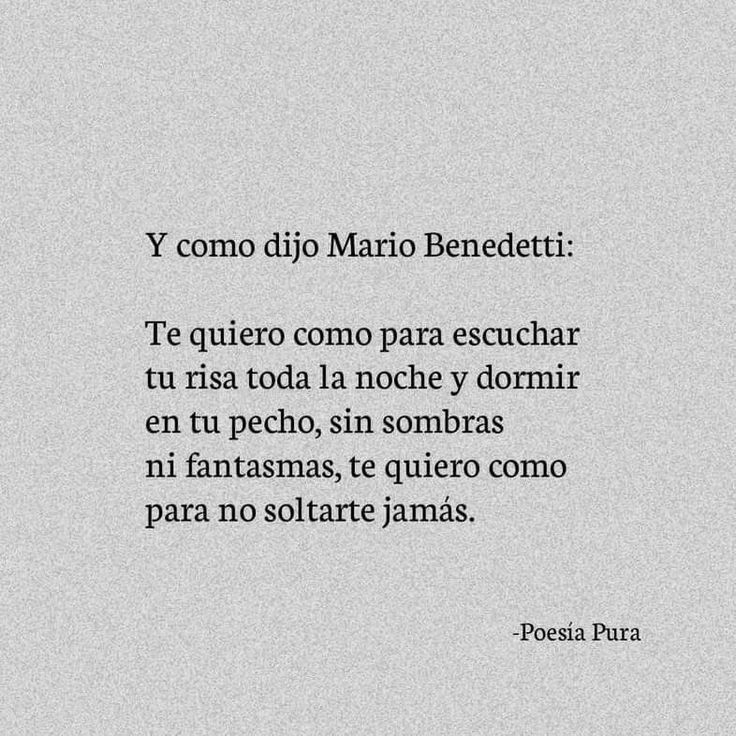 Y como dijo Mario Benedetti:
Te quiero como para escuchar
tu risa toda la noche y dormir
en tu pecho, sin sombras
ni fantasmas, te quiero como
para no soltarte jamás.
-Poesía Pura